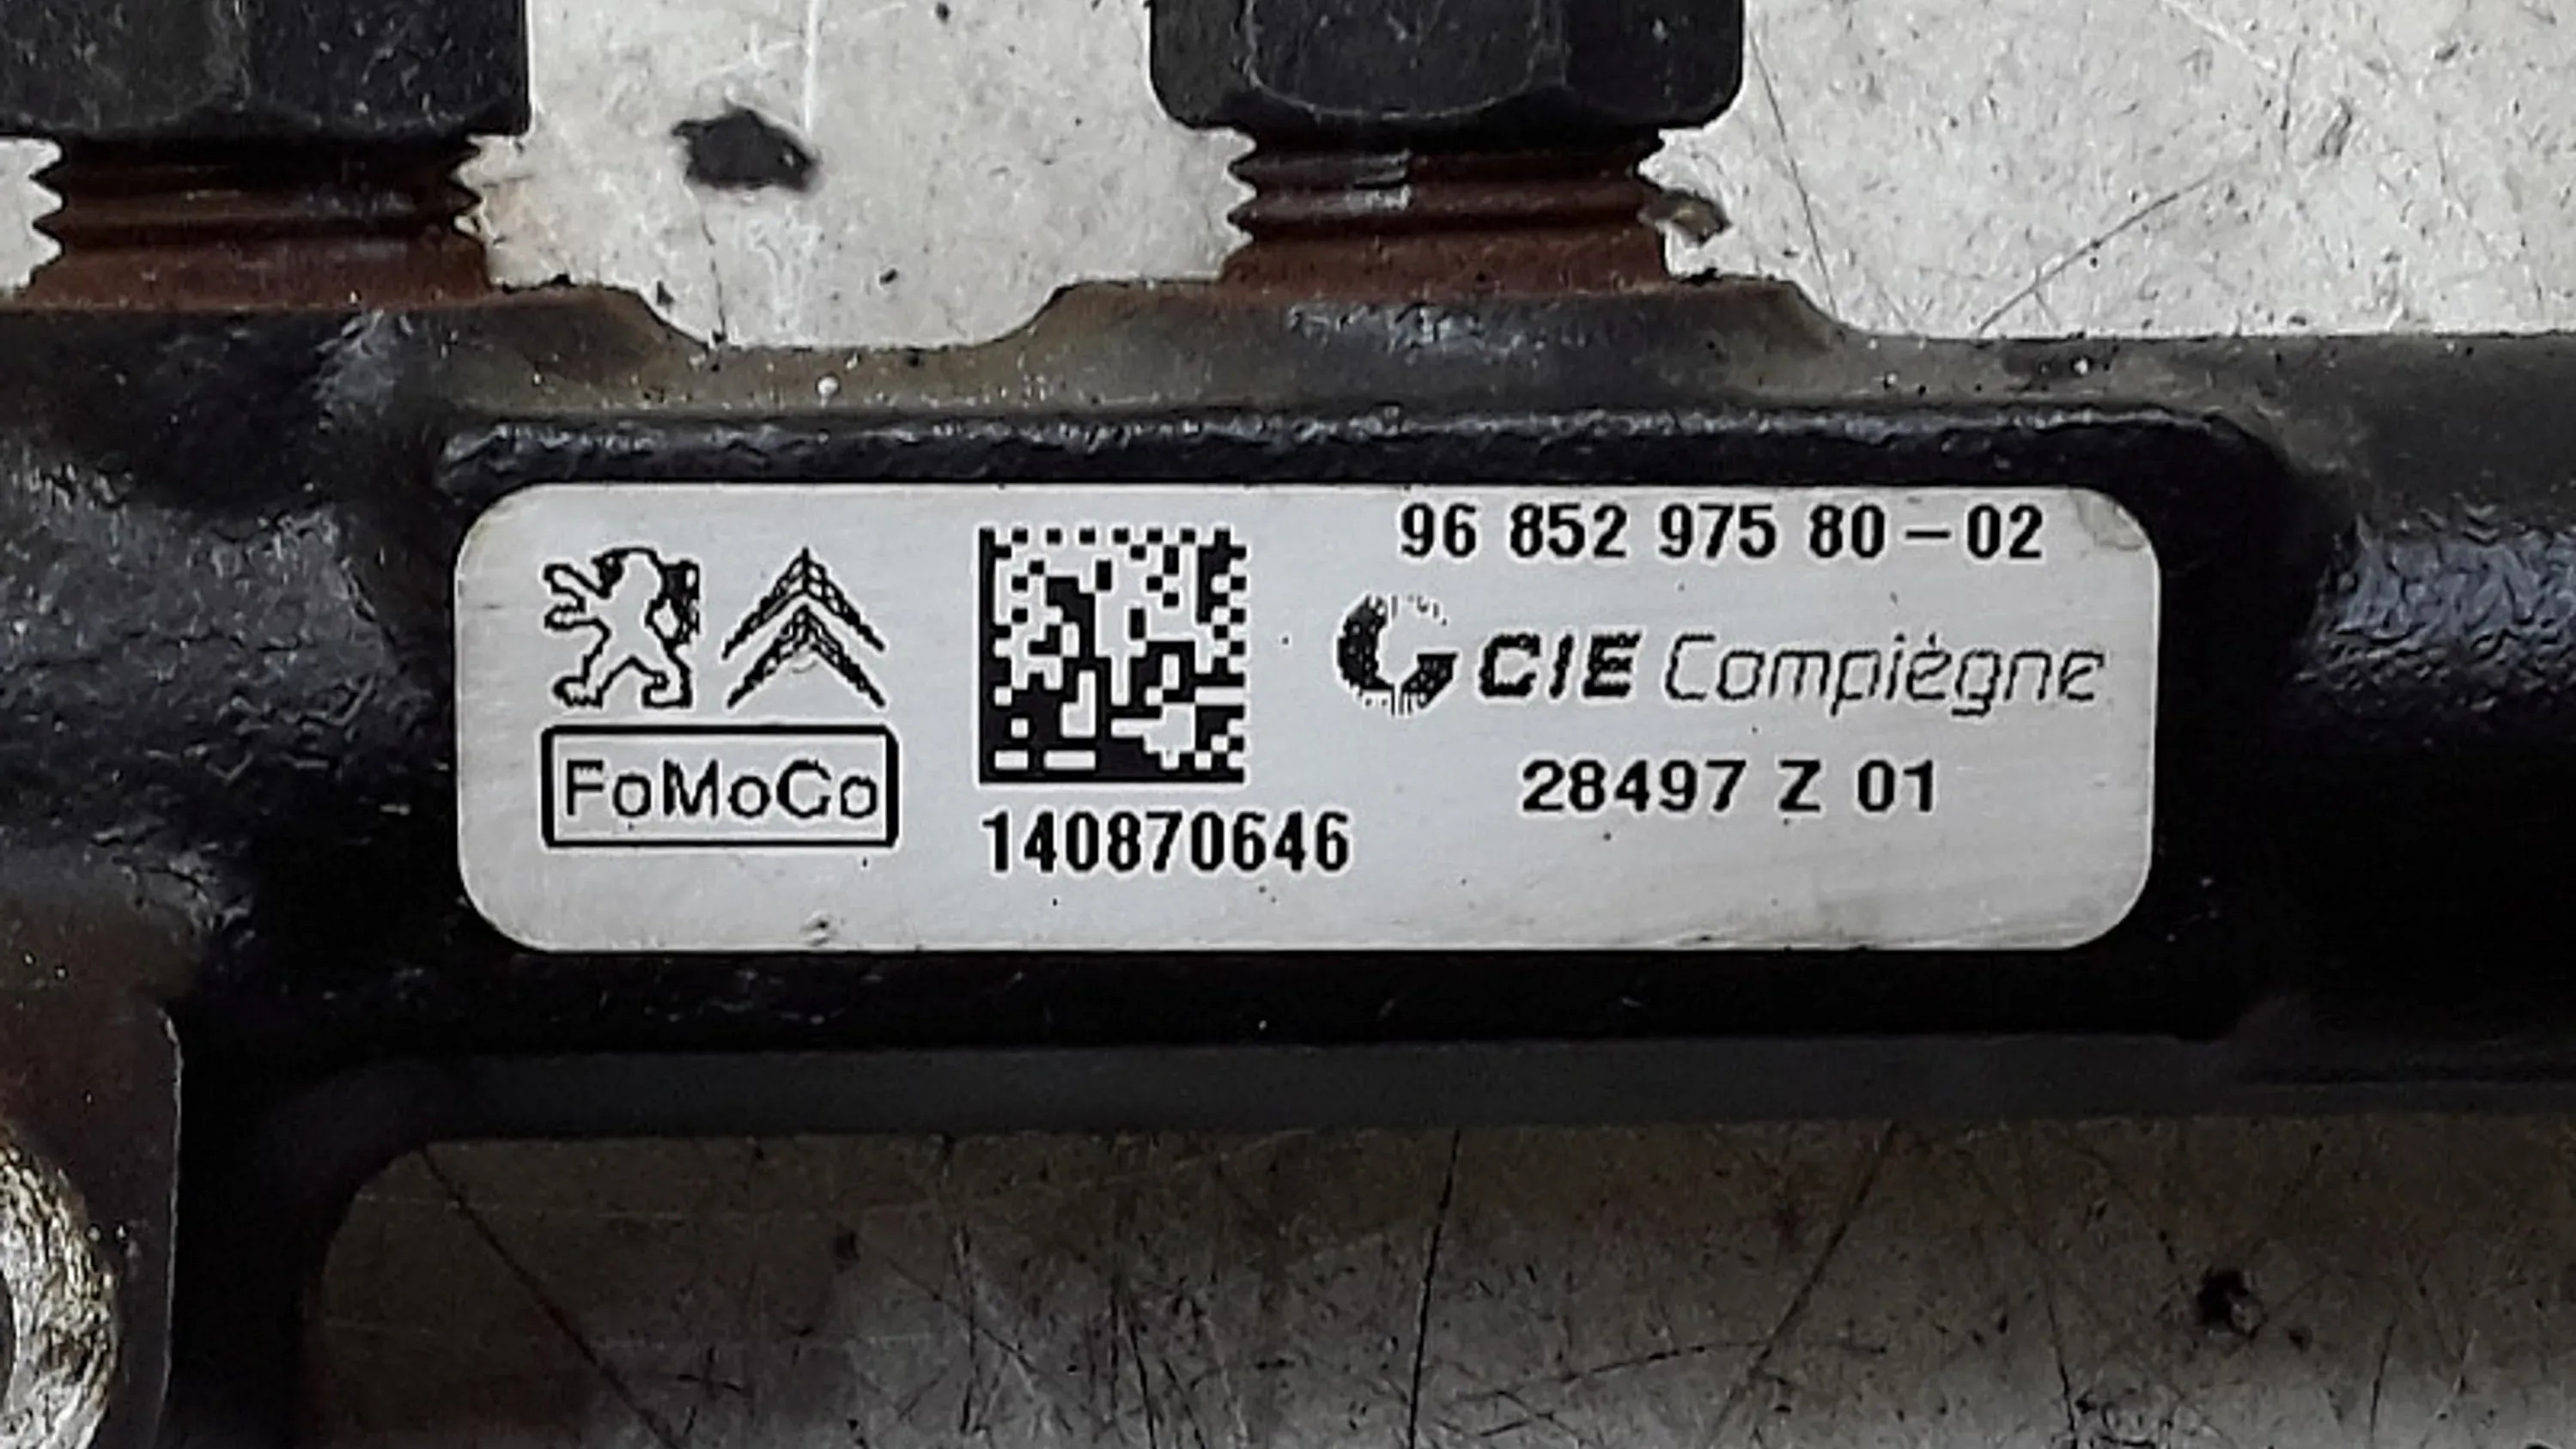 96 852 975 80-02
CIE Compiègne
FoMoCo
28497 Z 01
140870646